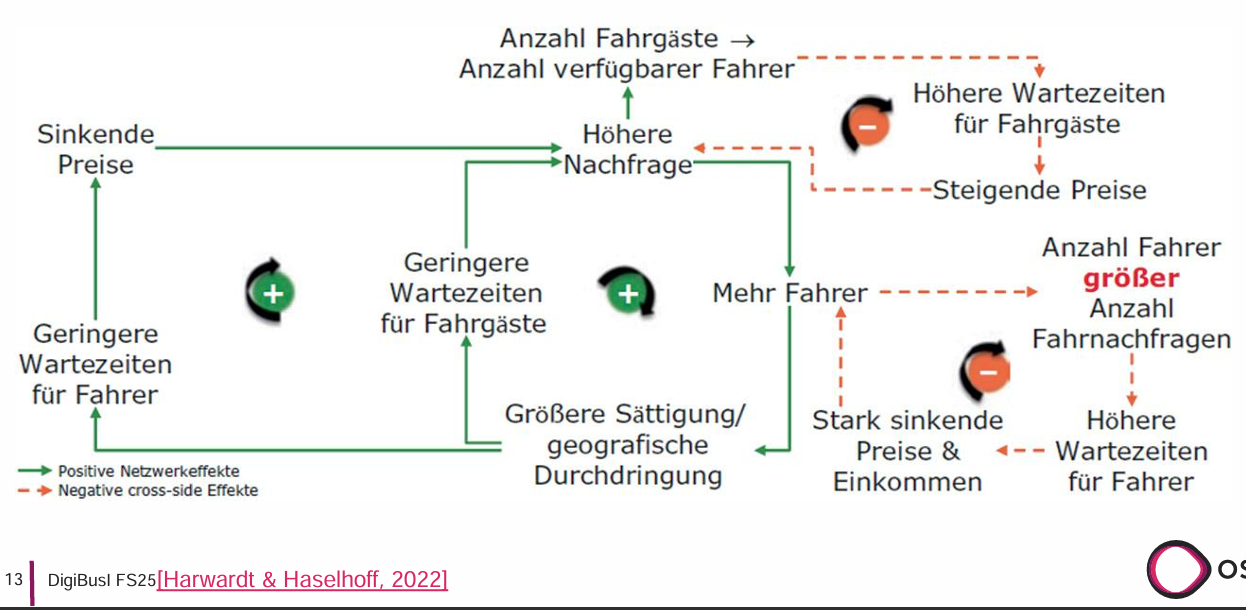 Anzahl Fahrgäste →
Anzahl verfügbarer Fahrer
Höhere Wartezeiten
für Fahrgäste
Steigende Preise
Sinkende
Preise
Höhere
Nachfrage
Geringere
Wartezeiten
für Fahrgäste
Mehr Fahrer
Anzahl Fahrer
größer
Anzahl
Fahrnachfragen
Geringere
Wartezeiten
für Fahrer
Größere Sättigung/
geografische
Durchdringung
Stark sinkende
Preise &
Einkommen
Höhere
Wartezeiten
für Fahrer
+
+
−
−
Positive Netzwerkeffekte
Negative cross-side Effekte
13
DigiBusI FS25[Harwardt & Haselhoff, 2022]